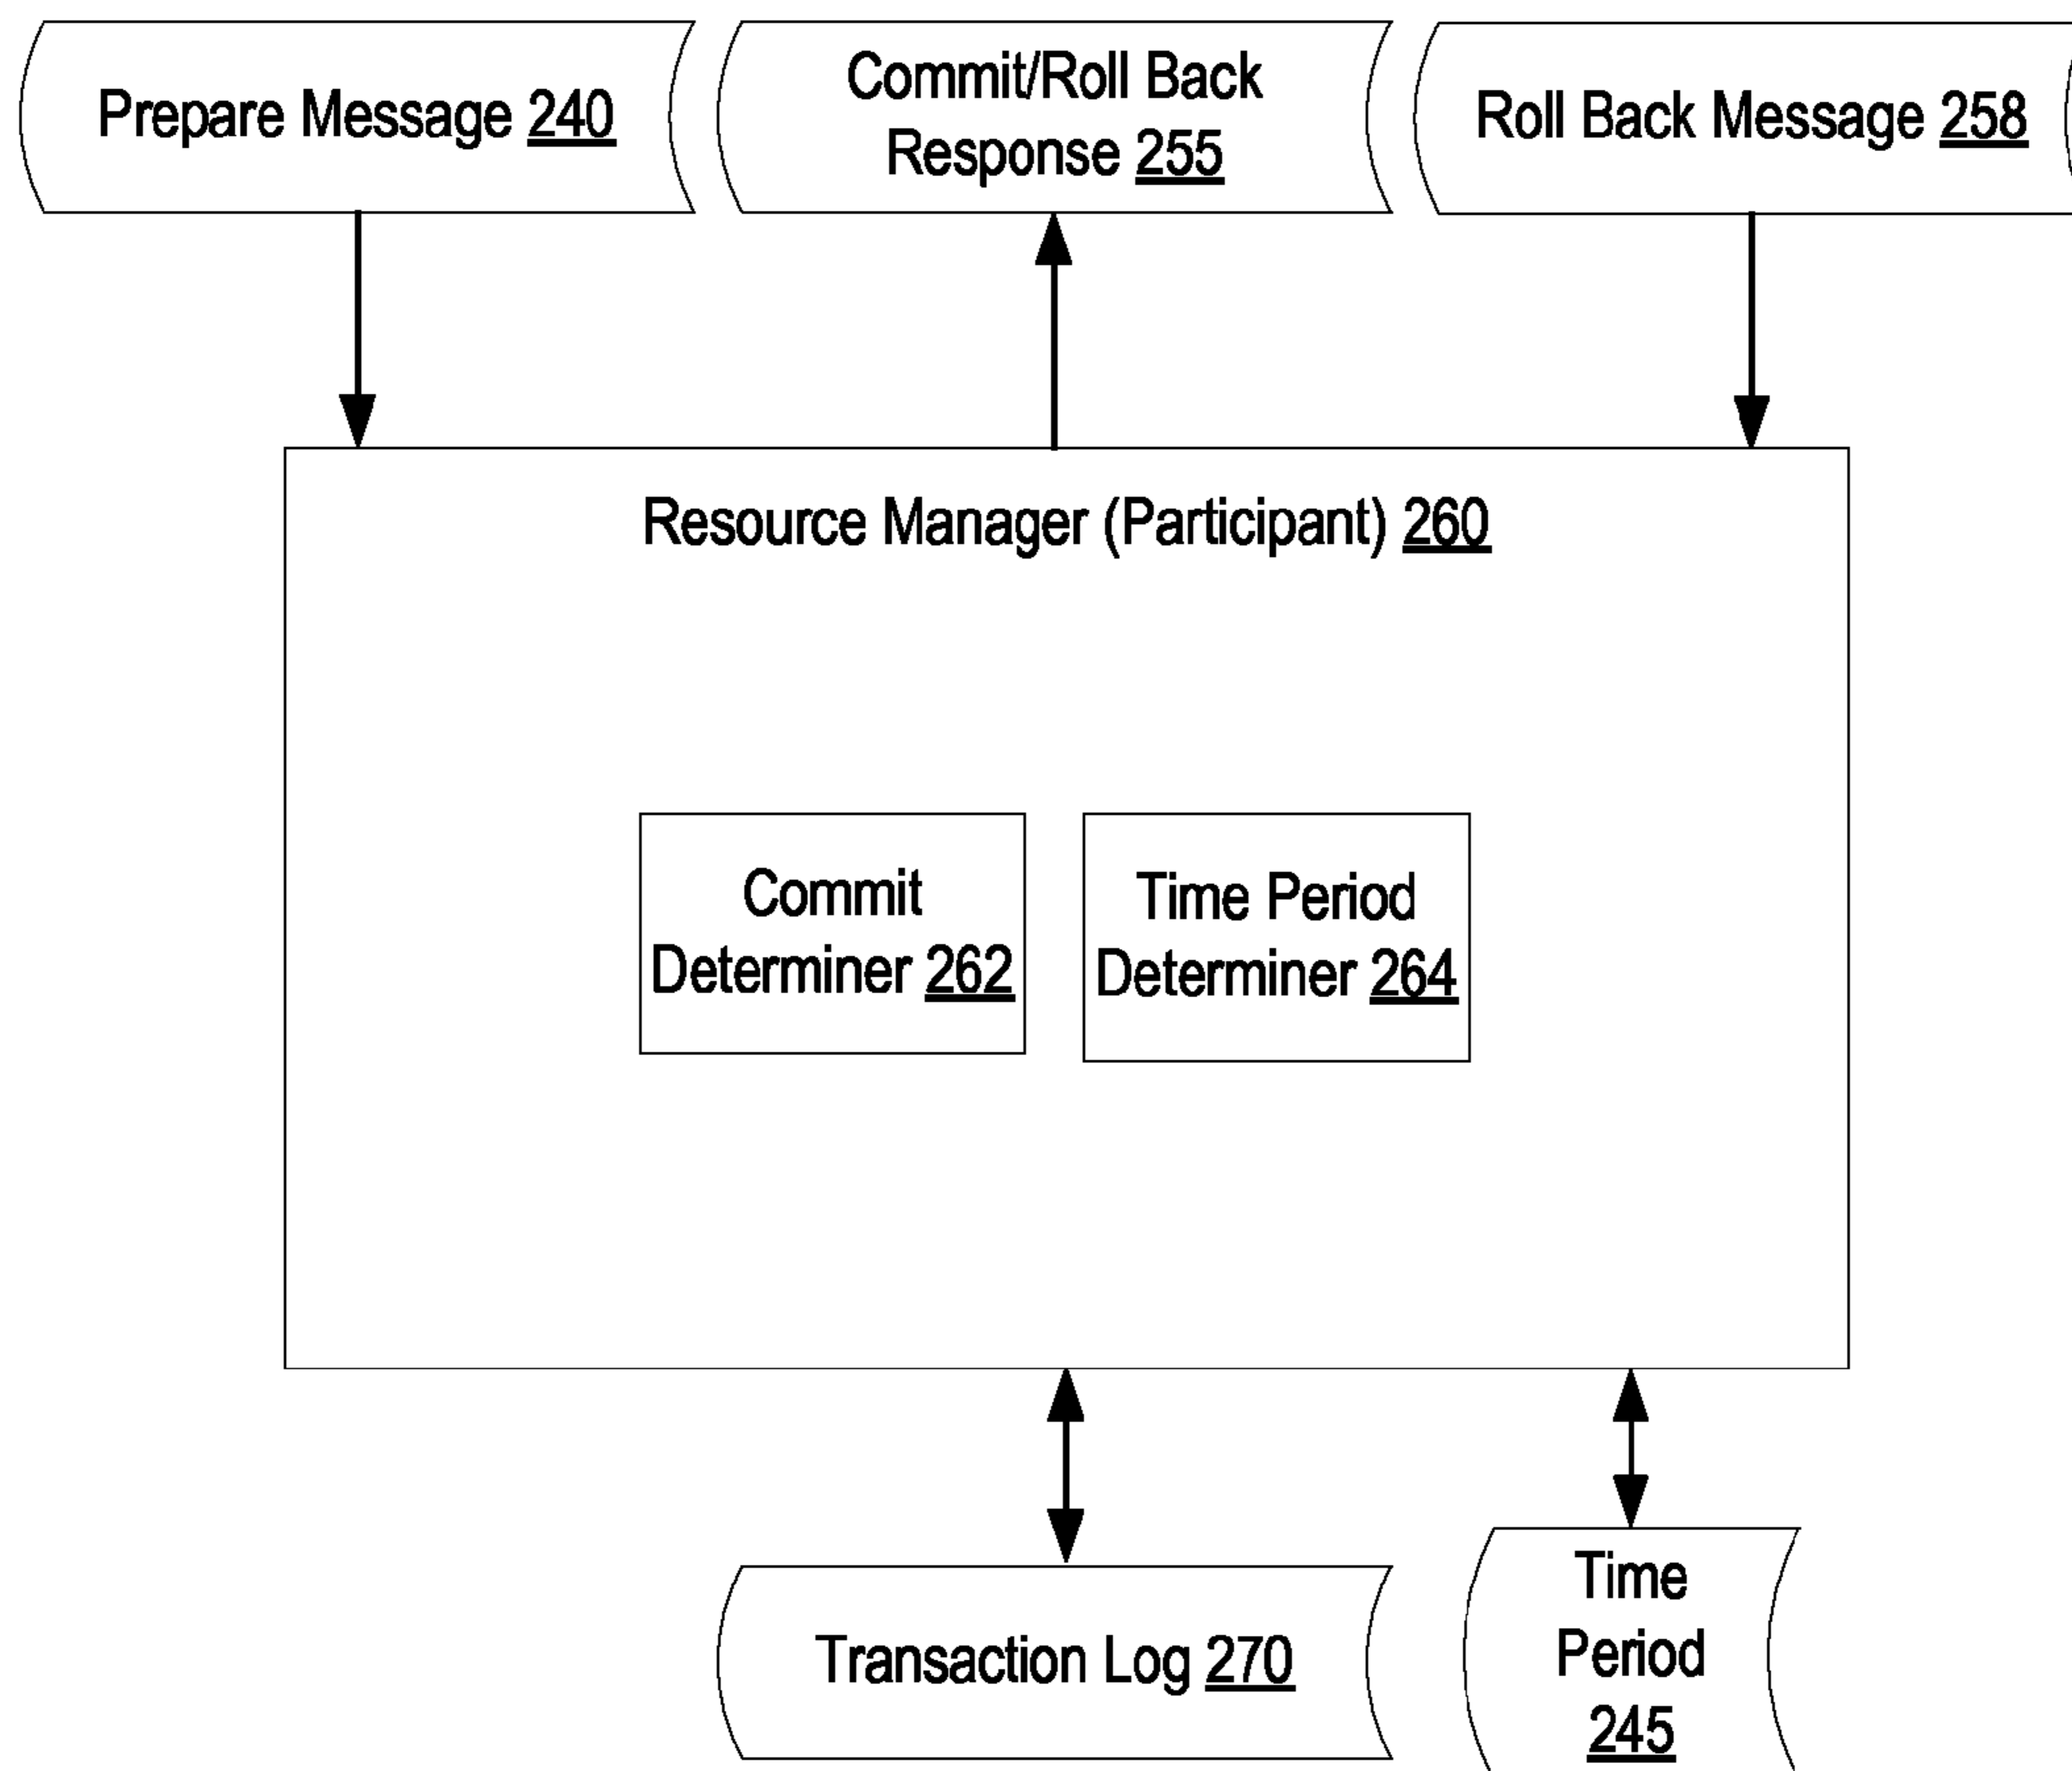 Prepare Message 240
Commit/Roll Back
Response 255
Roll Back Message 258
Resource Manager (Participant) 260
Commit
Determiner 262
Time Period
Determiner 264
Transaction Log 270
Time
Period
245